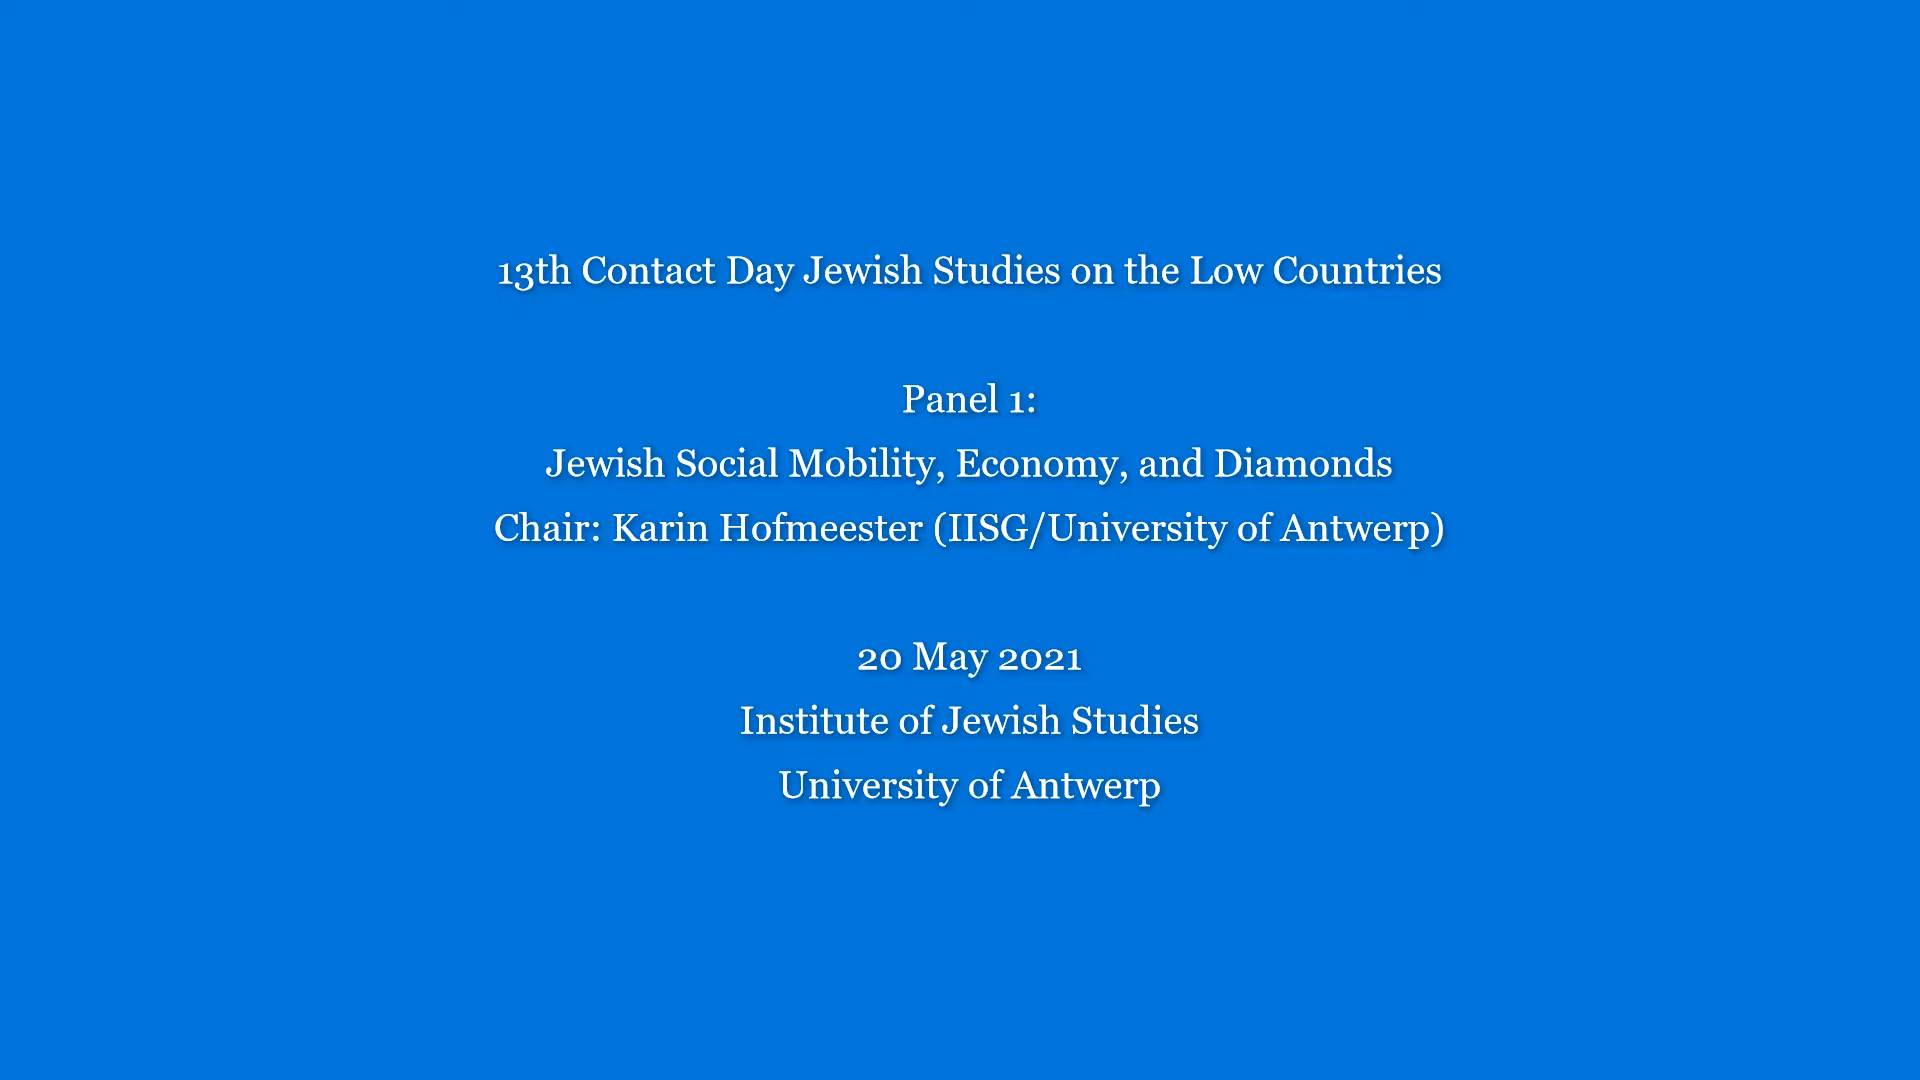 13th Contact Day Jewish Studies on the Low Countries
Panel 1:
Jewish Social Mobility, Economy, and Diamonds
Chair: Karin Hofmeester (IISG/University of Antwerp)
20 May 2021
Institute of Jewish Studies
University of Antwerp